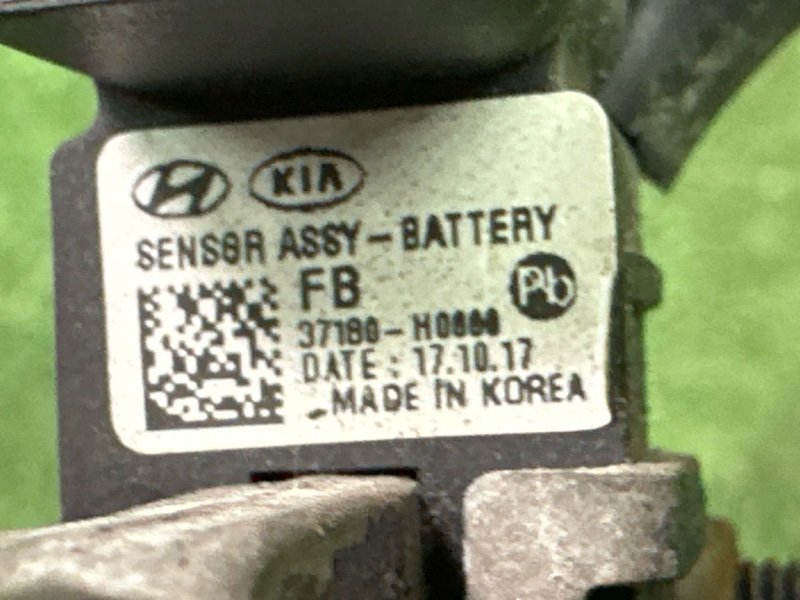 KIA
SENSOR ASSY-BATTERY
FB
Pb
DATE : 17.10.17
MADE IN KOREA